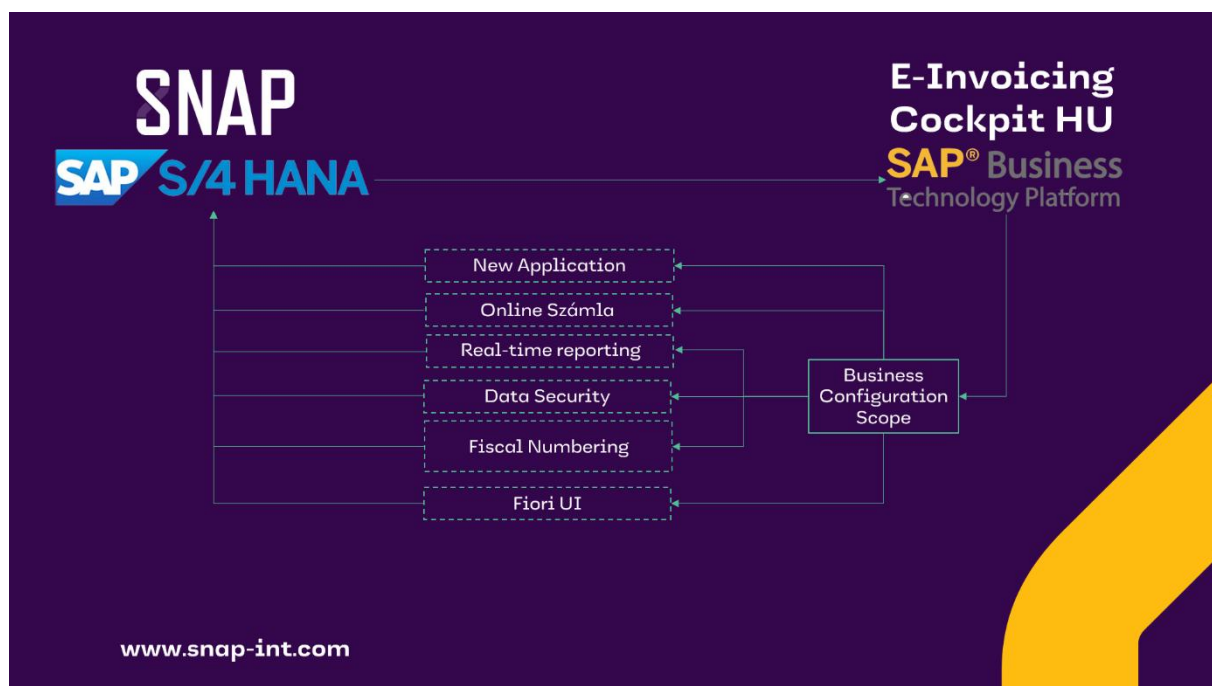 SNAP
SAP S/4 HANA
E-Invoicing
Cockpit HU
SAP® Business
Technology Platform
New Application
Online Számla
Real-time reporting
Data Security
Fiscal Numbering
Fiori UI
Business
Configuration
Scope
www.snap-int.com